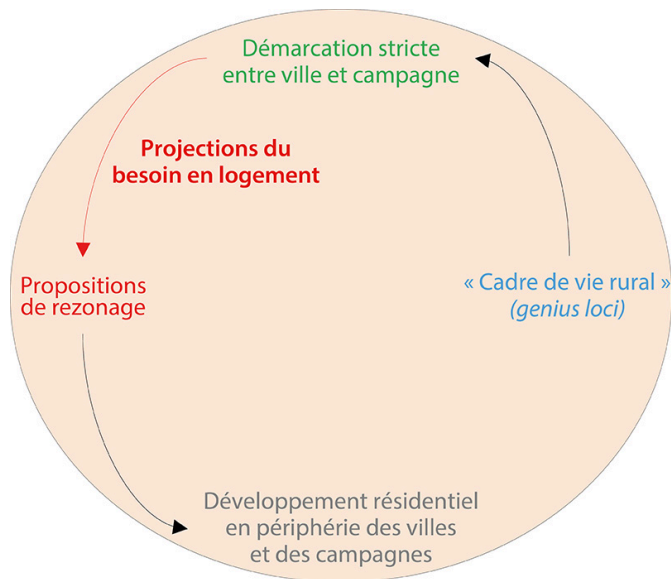 Démarcation stricte
entre ville et campagne
Projections du
besoin en logement
Propositions
de rezonage
« Cadre de vie rural »
(genius loci)
Développement résidentiel
en périphérie des villes
et des campagnes